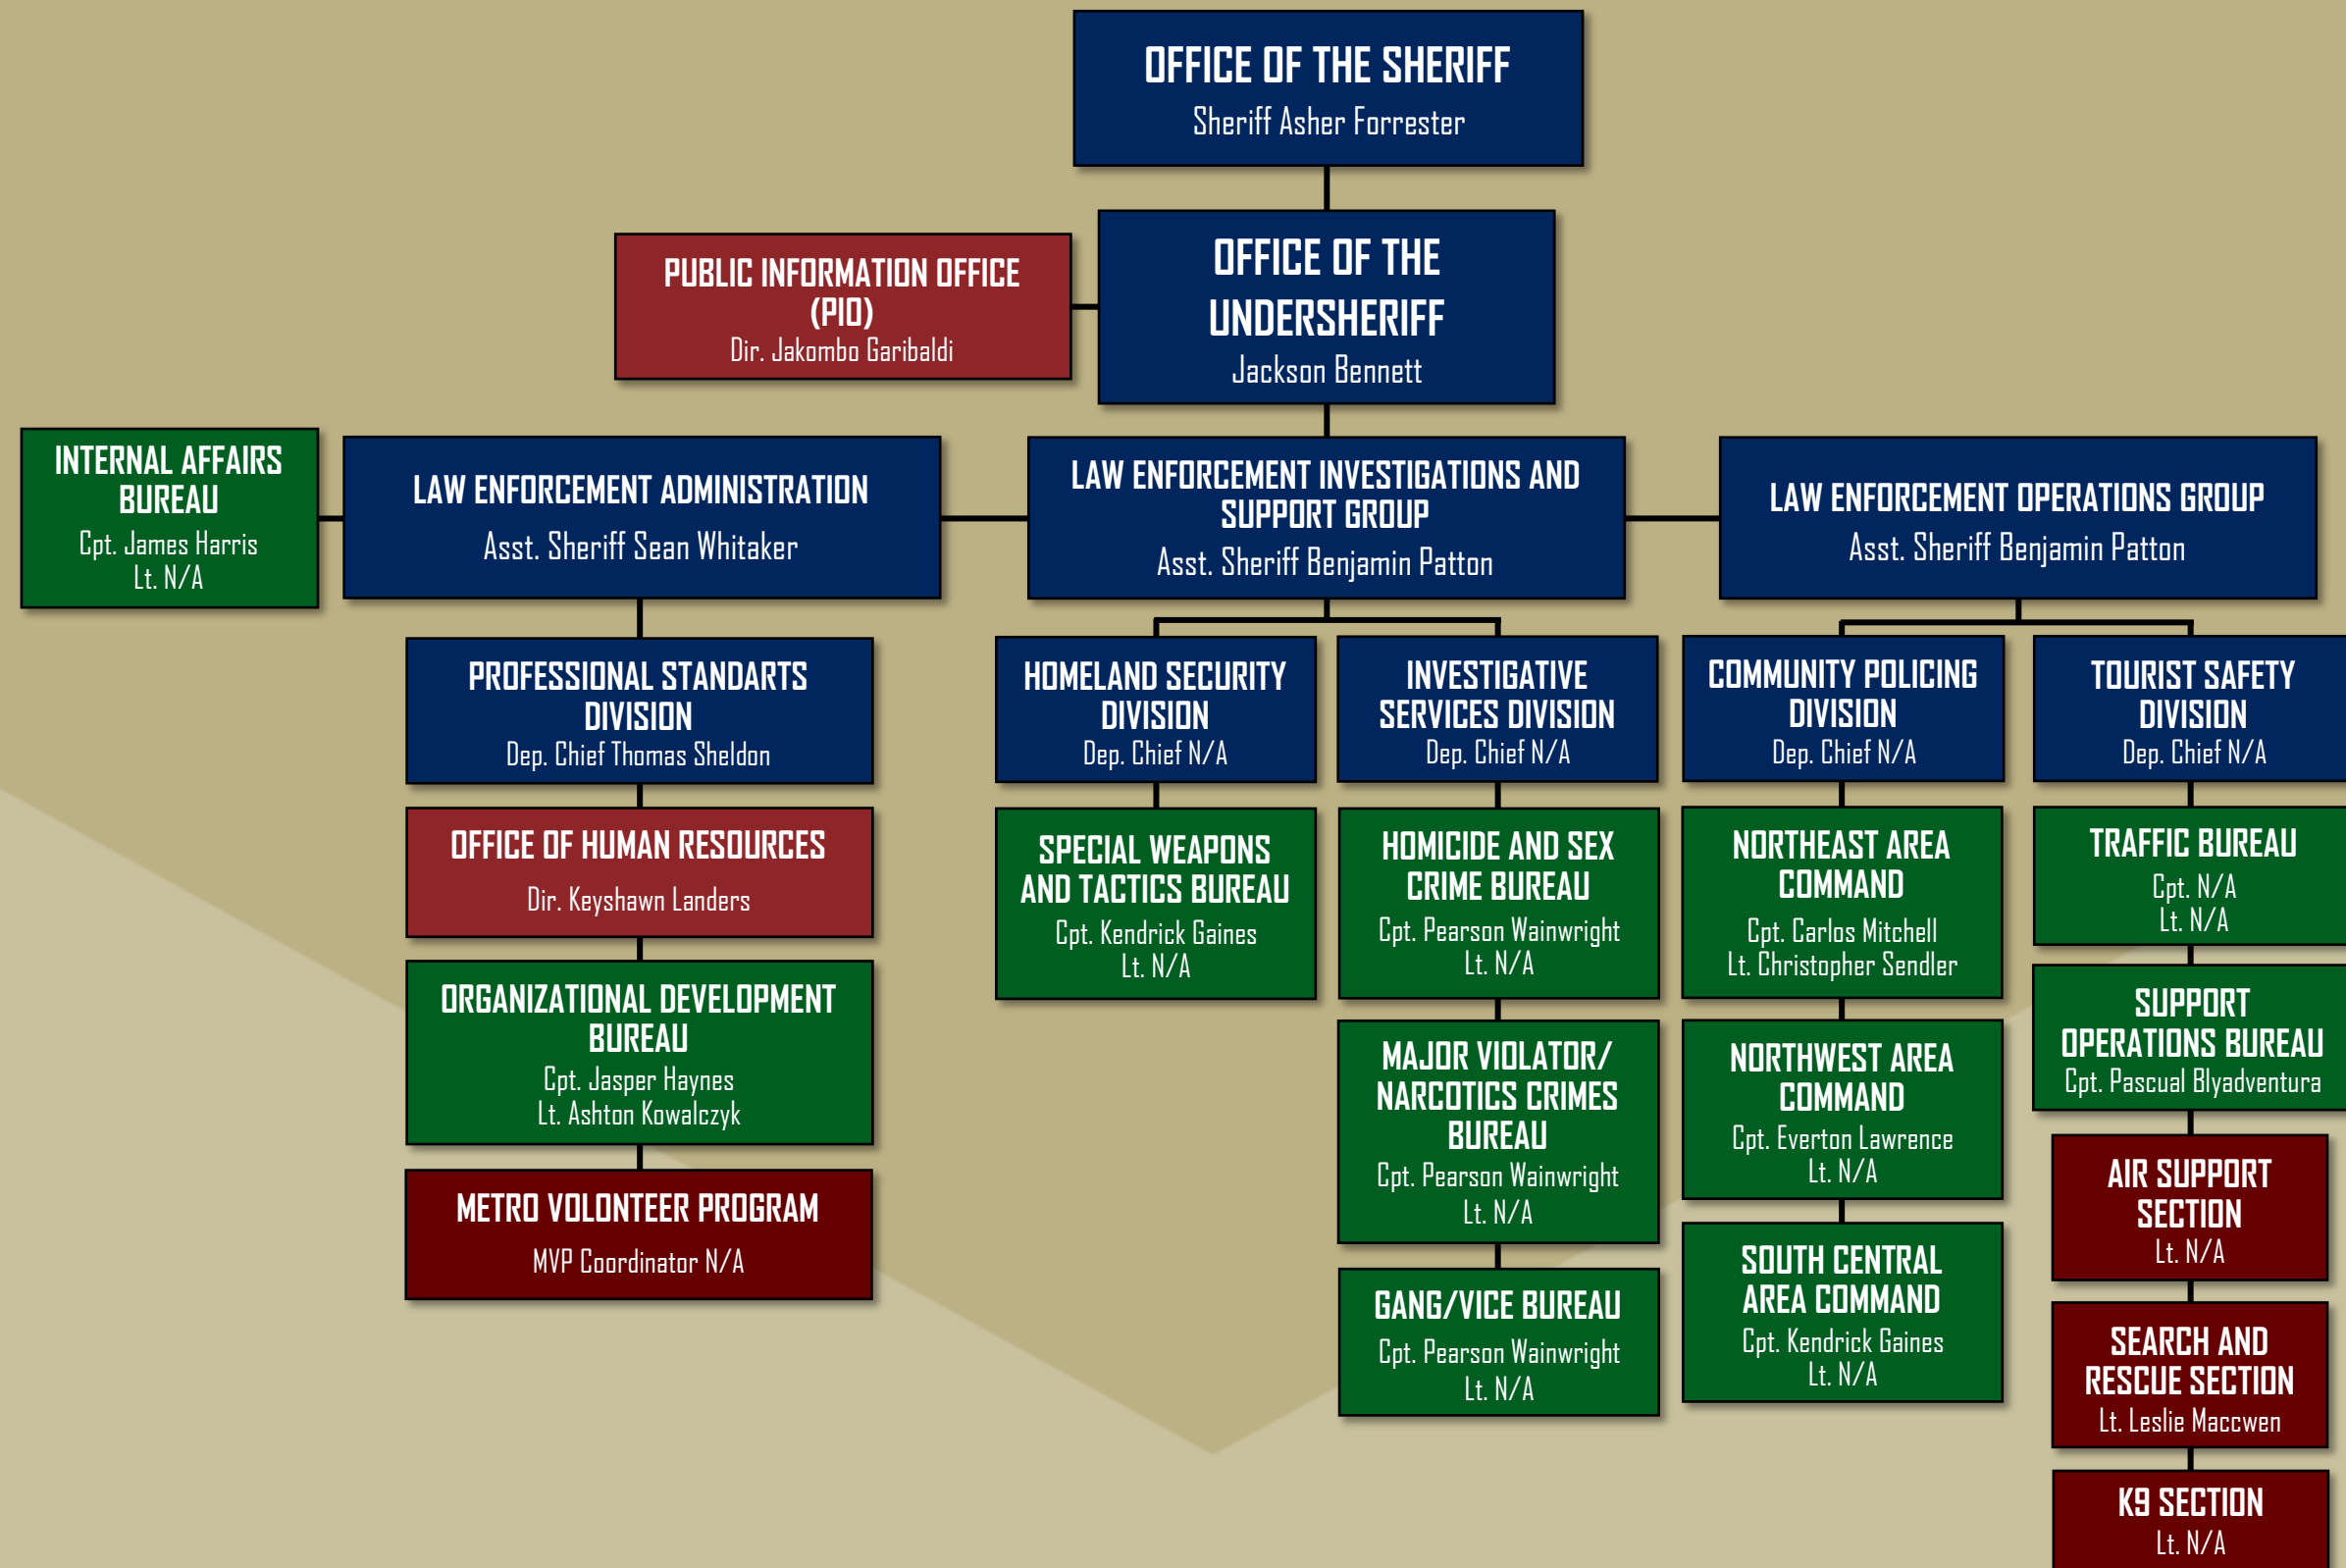 OFFICE OF THE SHERIFF
Sheriff Asher Forrester
OFFICE OF THE
UNDERSHERIFF
Jackson Bennett
PUBLIC INFORMATION OFFICE
(PIO)
Dir. Jakombo Garibaldi
INTERNAL AFFAIRS
BUREAU
Cpt. James Harris
Lt. N/A
LAW ENFORCEMENT ADMINISTRATION
Asst. Sheriff Sean Whitaker
LAW ENFORCEMENT INVESTIGATIONS AND
SUPPORT GROUP
Asst. Sheriff Benjamin Patton
LAW ENFORCEMENT OPERATIONS GROUP
Asst. Sheriff Benjamin Patton
PROFESSIONAL STANDARTS
DIVISION
Dep. Chief Thomas Sheldon
OFFICE OF HUMAN RESOURCES
Dir. Keyshawn Landers
ORGANIZATIONAL DEVELOPMENT
BUREAU
Cpt. Jasper Haynes
Lt. Ashton Kowalczyk
METRO VOLONTEER PROGRAM
MVP Coordinator N/A
HOMELAND SECURITY
DIVISION
Dep. Chief N/A
SPECIAL WEAPONS
AND TACTICS BUREAU
Cpt. Kendrick Gaines
Lt. N/A
INVESTIGATIVE
SERVICES DIVISION
Dep. Chief N/A
HOMICIDE AND SEX
CRIME BUREAU
Cpt. Pearson Wainwright
Lt. N/A
MAJOR VIOLATOR/
NARCOTICS CRIMES
BUREAU
Cpt. Pearson Wainwright
Lt. N/A
GANG/VICE BUREAU
Cpt. Pearson Wainwright
Lt. N/A
COMMUNITY POLICING
DIVISION
Dep. Chief N/A
NORTHEAST AREA
COMMAND
Cpt. Carlos Mitchell
Lt. Christopher Sendler
NORTHWEST AREA
COMMAND
Cpt. Everton Lawrence
Lt. N/A
SOUTH CENTRAL
AREA COMMAND
Cpt. Kendrick Gaines
Lt. N/A
TOURIST SAFETY
DIVISION
Dep. Chief N/A
TRAFFIC BUREAU
Cpt. N/A
Lt. N/A
SUPPORT
OPERATIONS BUREAU
Cpt. Pascual Blyadventura
AIR SUPPORT
SECTION
Lt. N/A
SEARCH AND
RESCUE SECTION
Lt. Leslie Maccwen
K9 SECTION
Lt. N/A